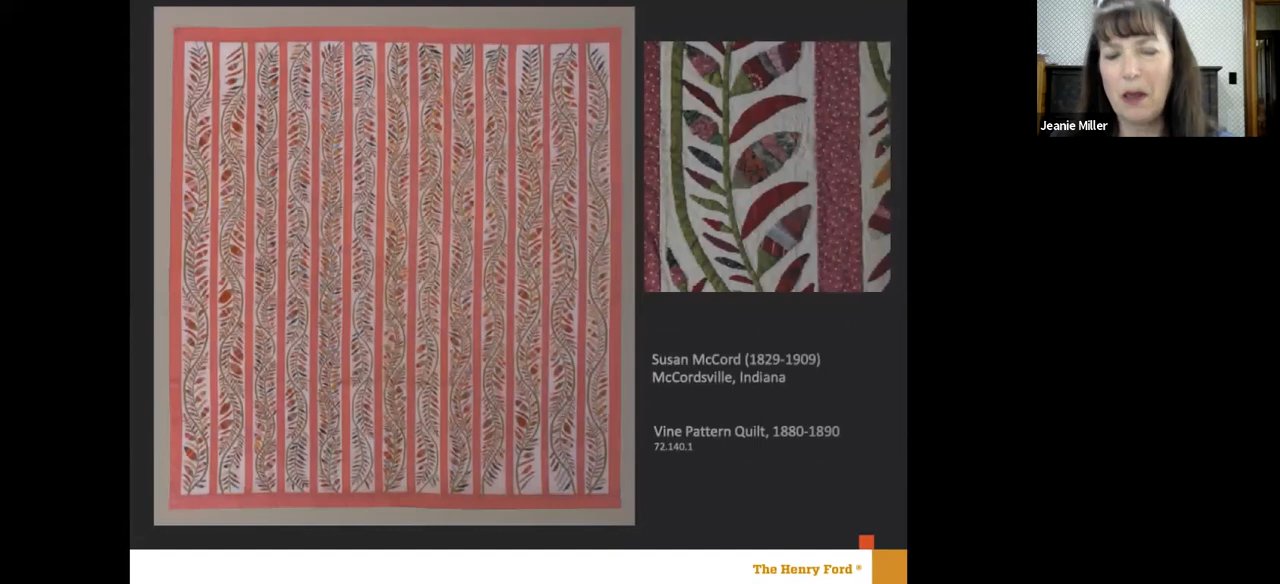 Jeanie Miller
Susan McCord (1829-1909)
McCordsville, Indiana
Vine Pattern Quilt, 1880-1890
72.140.1
The Henry Ford®